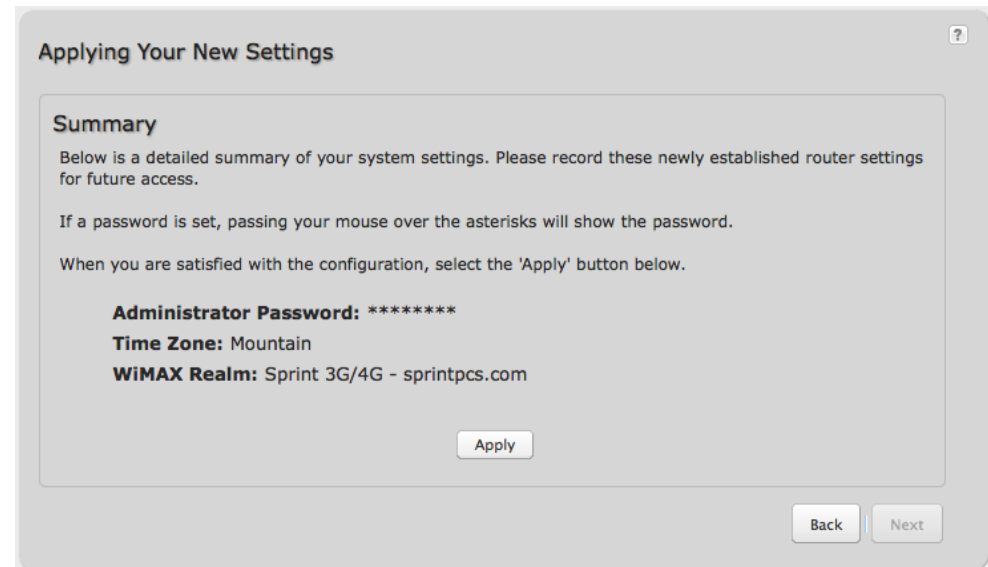 ?
Applying Your New Settings
Summary
Below is a detailed summary of your system settings. Please record these newly established router settings
for future access.
If a password is set, passing your mouse over the asterisks will show the password.
When you are satisfied with the configuration, select the 'Apply' button below.
Administrator Password: ********
Time Zone: Mountain
WiMAX Realm: Sprint 3G/4G - sprintpcs.com
Apply
Back Next